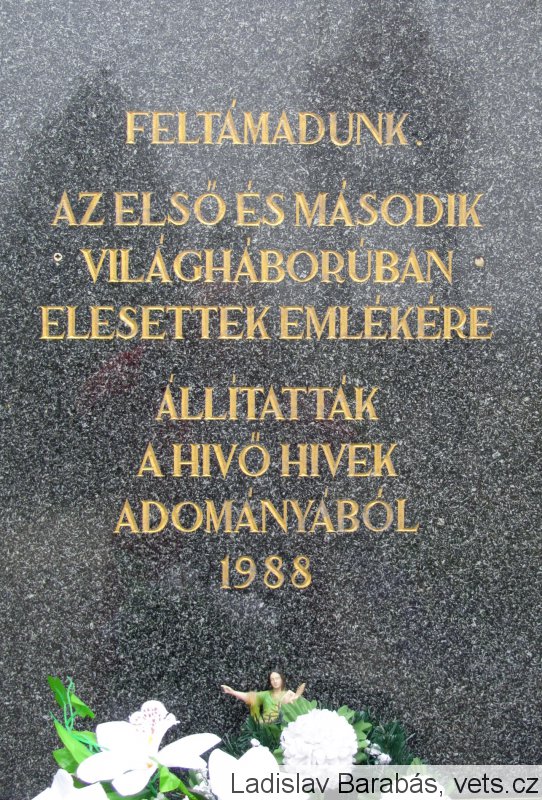 FELTÁMADUNK.
AZ ELSŐ ÉS MÁSODIK
VILÁGHÁBORÚBAN
ELESETTEK EMLÉKÉRE
ÁLLÍTATTÁK
A HIVŐ HIVEK
ADOMÁNYÁBÓL
1988
Ladislav Barabás, vets.cz